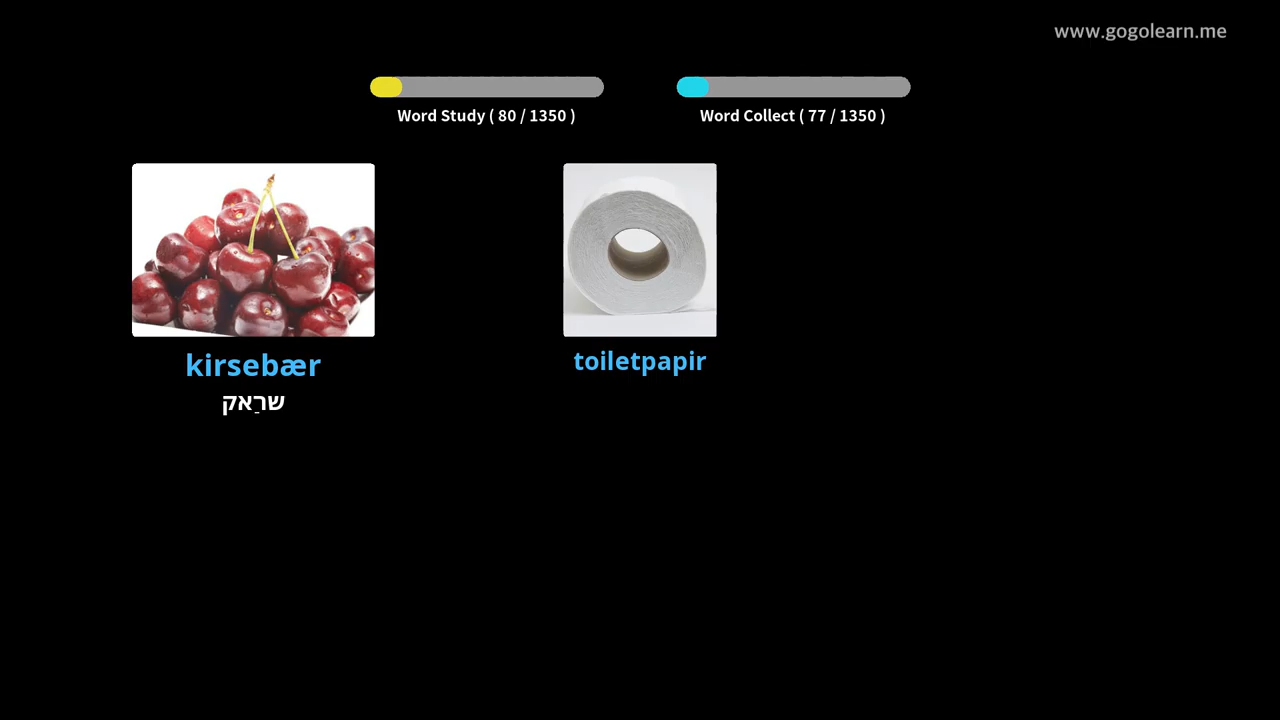 www.gogolearn.me
Word Study ( 80 / 1350 )
Word Collect ( 77 / 1350 )
kirsebær
שרַאק
toiletpapir